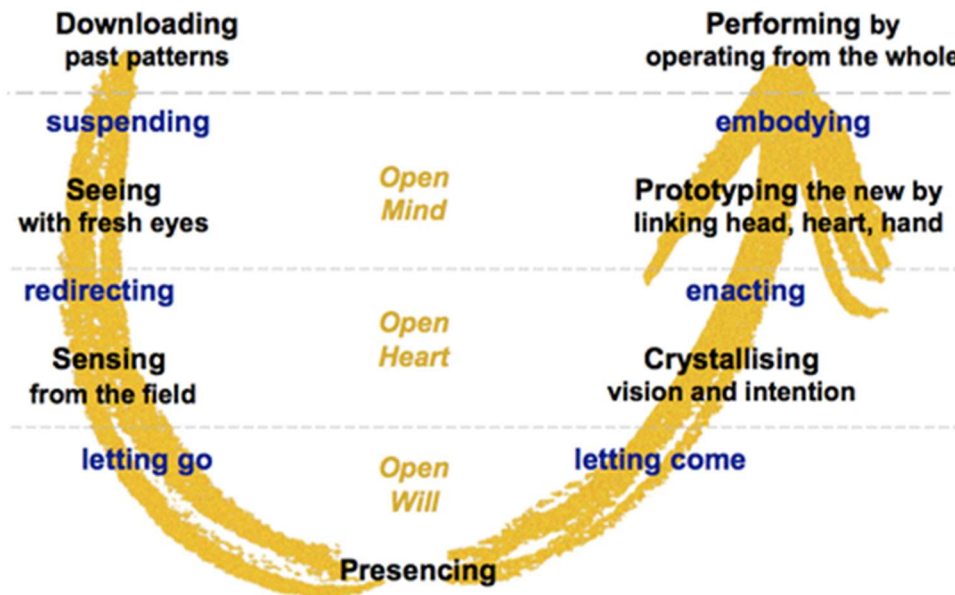 Downloading
past patterns
suspending
Seeing
with fresh eyes
redirecting
Sensing
from the field
letting go
Open
Mind
Open
Heart
Open
Will
Presencing
Performing by
operating from the whole
embodying
Prototyping the new by
linking head, heart, hand
enacting
Crystallising
vision and intention
letting come